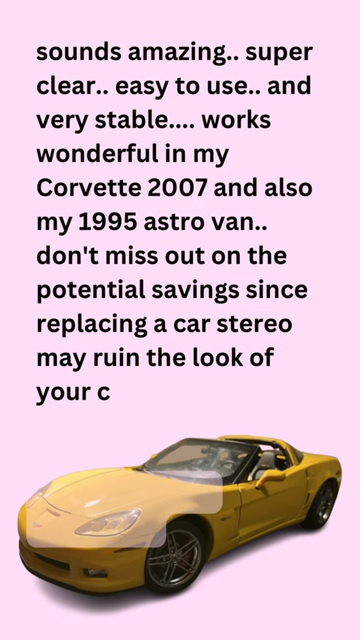 sounds amazing.. super
clear.. easy to use.. and
very stable.... works
wonderful in my
Corvette 2007 and also
my 1995 astro van..
don't miss out on the
potential savings since
replacing a car stereo
may ruin the look of
your c